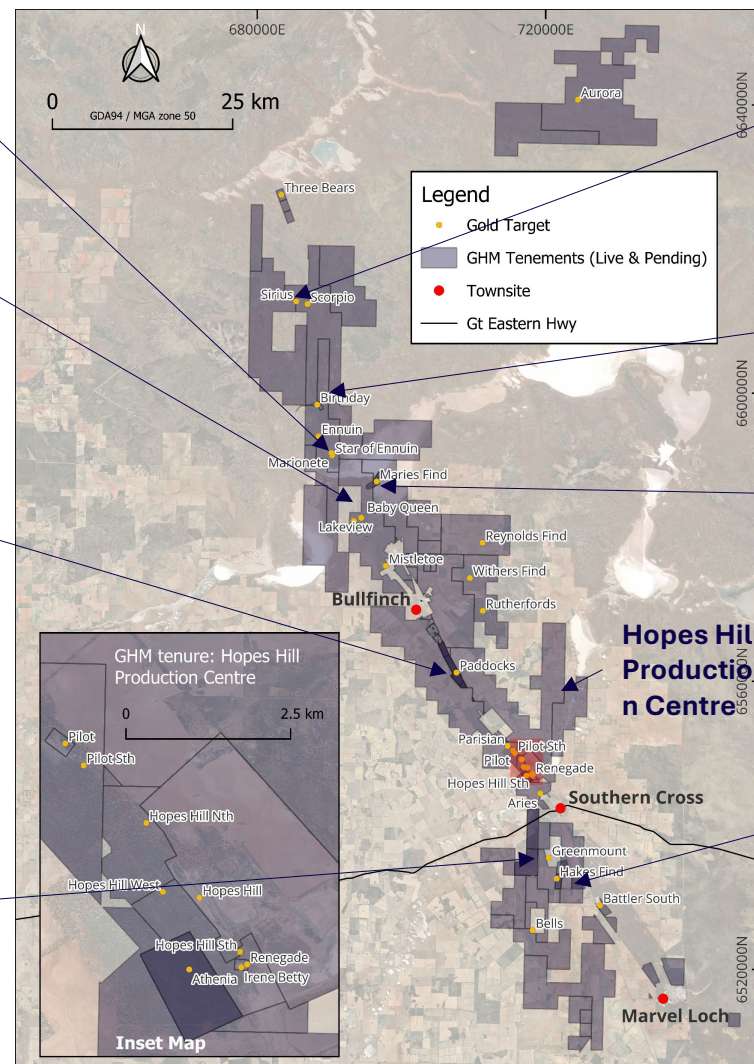 680000E
720000E
N
0
25 km
GDA94 / MGA zone 50
Aurora
6640000N
Three Bears
Legend
Gold Target
GHM Tenements (Live & Pending)
Townsite
Gt Eastern Hwy
Sirius
Scorpio
6600000N
Birthday
Ennuin
Star of Ennuin
Marionete
Maries Find
Baby Queen
Lakeview
Reynolds Find
Mistletoe
Withers Find
Bullfinch
Rutherfords
Hopes Hil
Productio
n Centre
6560000N
Paddocks
GHM tenure: Hopes Hill
Production Centre
0
2.5 km
Pilot
Pilot Sth
Hopes Hill Nth
Hopes Hill West
Hopes Hill
Hopes Hill Sth
Renegade
Irene Betty
Athenia
Inset Map
Parisian
Pilot Sth
Pilot
Renegade
Hopes Hill Sth
Aries
Southern Cross
Greenmount
Hakes Find
Battler South
Bells
6520000N
Marvel Loch